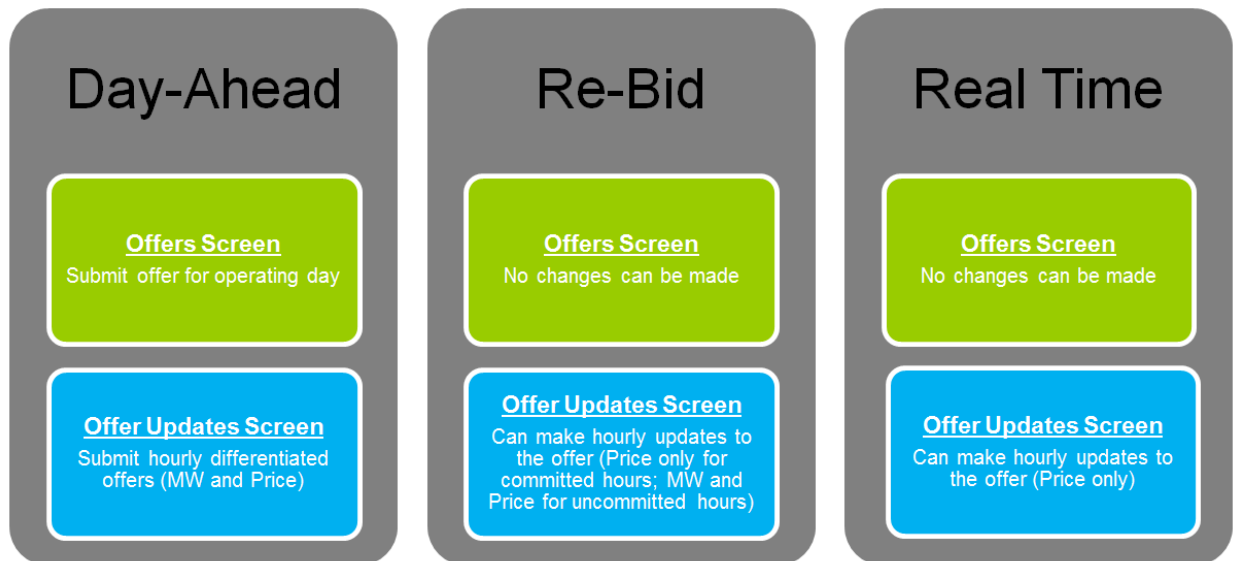 Day-Ahead
Offers Screen
Submit offer for operating day
Offer Updates Screen
Submit hourly differentiated
offers (MW and Price)
Re-Bid
Offers Screen
No changes can be made
Offer Updates Screen
Can make hourly updates to
the offer (Price only for
committed hours; MW and
Price for uncommitted hours)
Real Time
Offers Screen
No changes can be made
Offer Updates Screen
Can make hourly updates to
the offer (Price only)